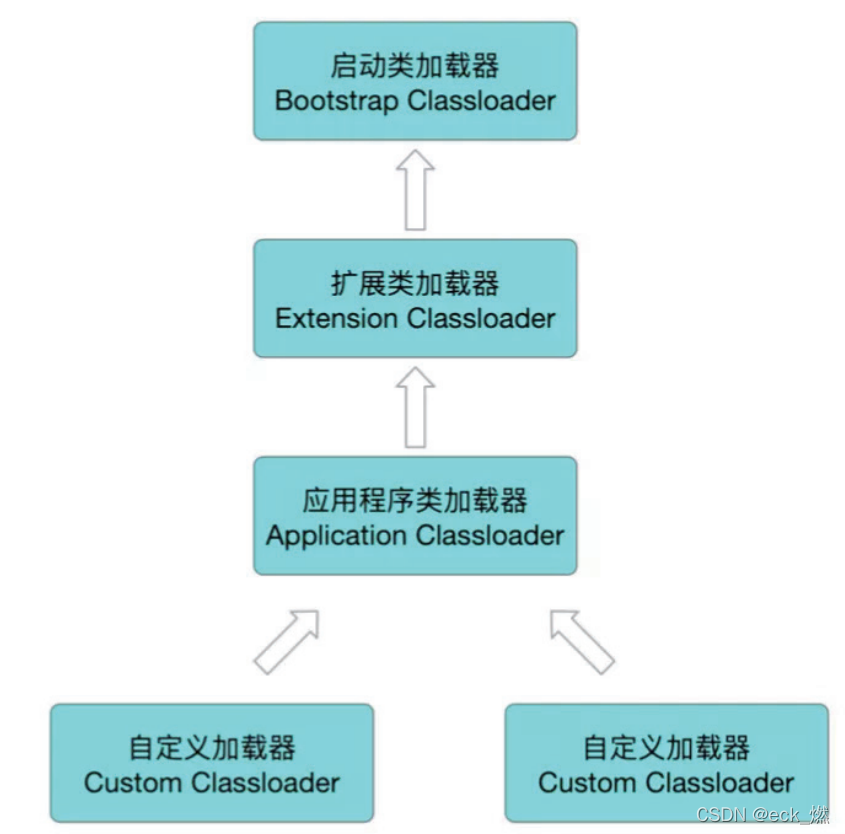 启动类加载器
Bootstrap Classloader
扩展类加载器
Extension Classloader
应用程序类加载器
Application Classloader
自定义加载器
Custom Classloader
自定义加载器
Custom Classloader
CSDN @eck_燃